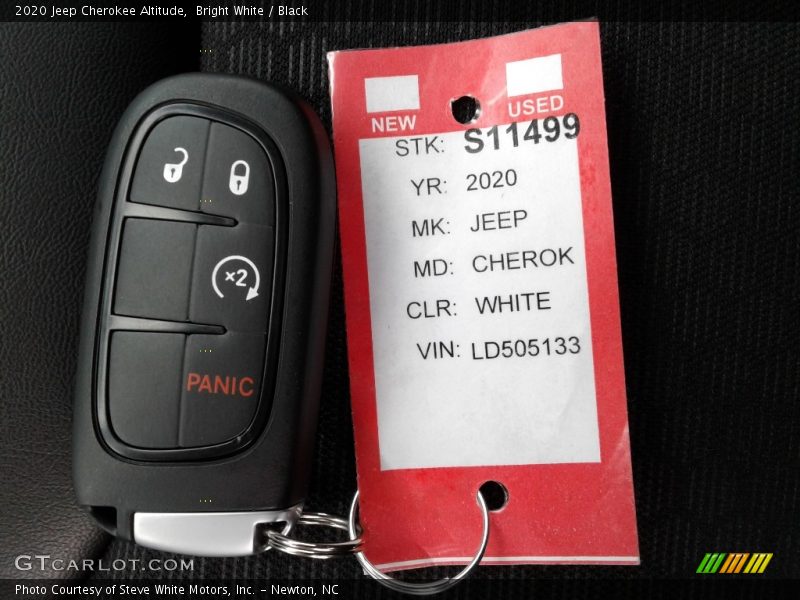 2020 Jeep Cherokee Altitude, Bright White / Black
NEW USED
STK: S11499
YR: 2020
MK: JEEP
MD: CHEROK
CLR: WHITE
VIN: LD505133
x2
PANIC
GTCARLOT.COM
Photo Courtesy of Steve White Motors, Inc. – Newton, NC